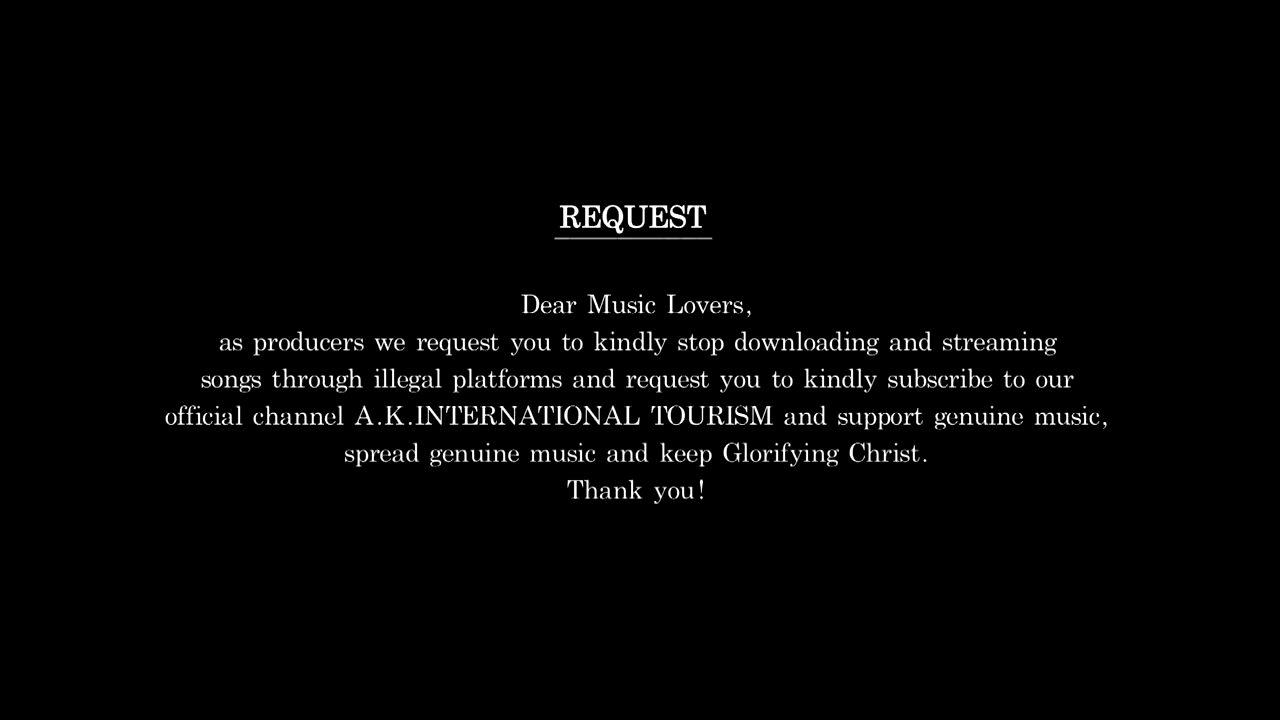 REQUEST
Dear Music Lovers,
as producers we request you to kindly stop downloading and streaming
songs through illegal platforms and request you to kindly subscribe to our
official channel A.K.INTERNATIONAL TOURISM and support genuine music,
spread genuine music and keep Glorifying Christ.
Thank you!